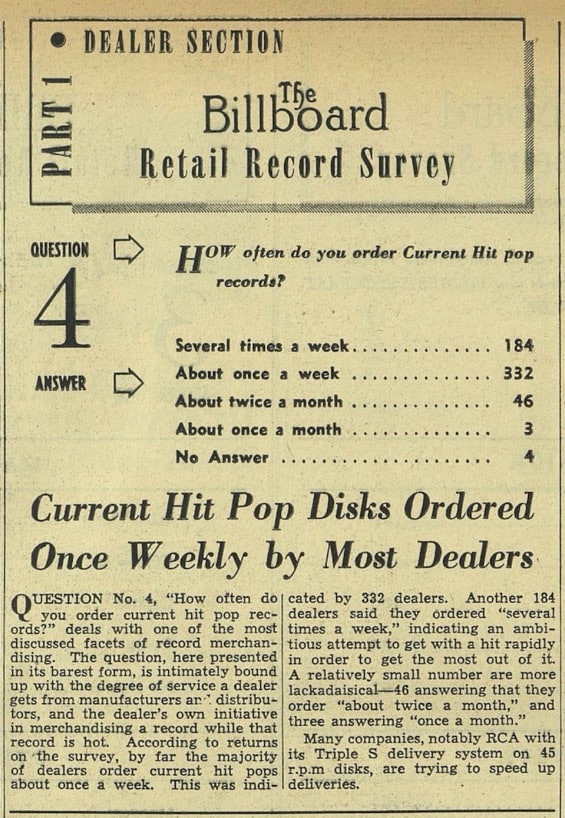 • DEALER SECTION
PART 1
The
Billboard
Retail Record Survey
QUESTION
4
HOW often do you order Current Hit pop
records?
ANSWER
Several times a week.............. 184
About once a week .............. 332
About twice a month .............. 46
About once a month .............. 3
No Answer ..................... 4
Current Hit Pop Disks Ordered
Once Weekly by Most Dealers
QUESTION No. 4, “How often do
you order current hit pop rec-
ords?” deals with one of the most
discussed facets of record merchan-
dising. The question, here presented
in its barest form, is intimately bound
up with the degree of service a dealer
gets from manufacturers an⁠ distribu-
tors, and the dealer's own initiative
in merchandising a record while that
record is hot. According to returns
on the survey, by far the majority
of dealers order current hit pops
about once a week. This was indi-
cated by 332 dealers. Another 184
dealers said they ordered “several
times a week,” indicating an ambi-
tious attempt to get with a hit rapidly
in order to get the most out of it.
A relatively small number are more
lackadaisical—46 answering that they
order “about twice a month,” and
three answering “once a month.”
Many companies, notably RCA with
its Triple S delivery system on 45
r.p.m disks, are trying to speed up
deliveries.